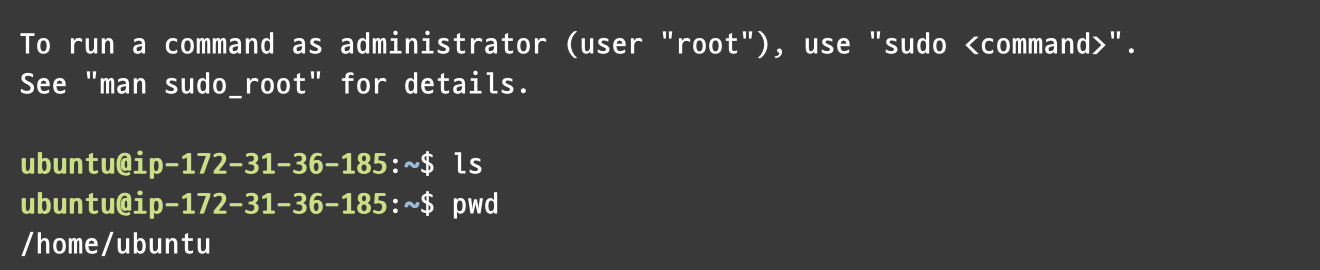 To run a command as administrator (user "root"), use "sudo <command>".
See "man sudo_root" for details.
ubuntu@ip-172-31-36-185:~$ ls
ubuntu@ip-172-31-36-185:~$ pwd
/home/ubuntu